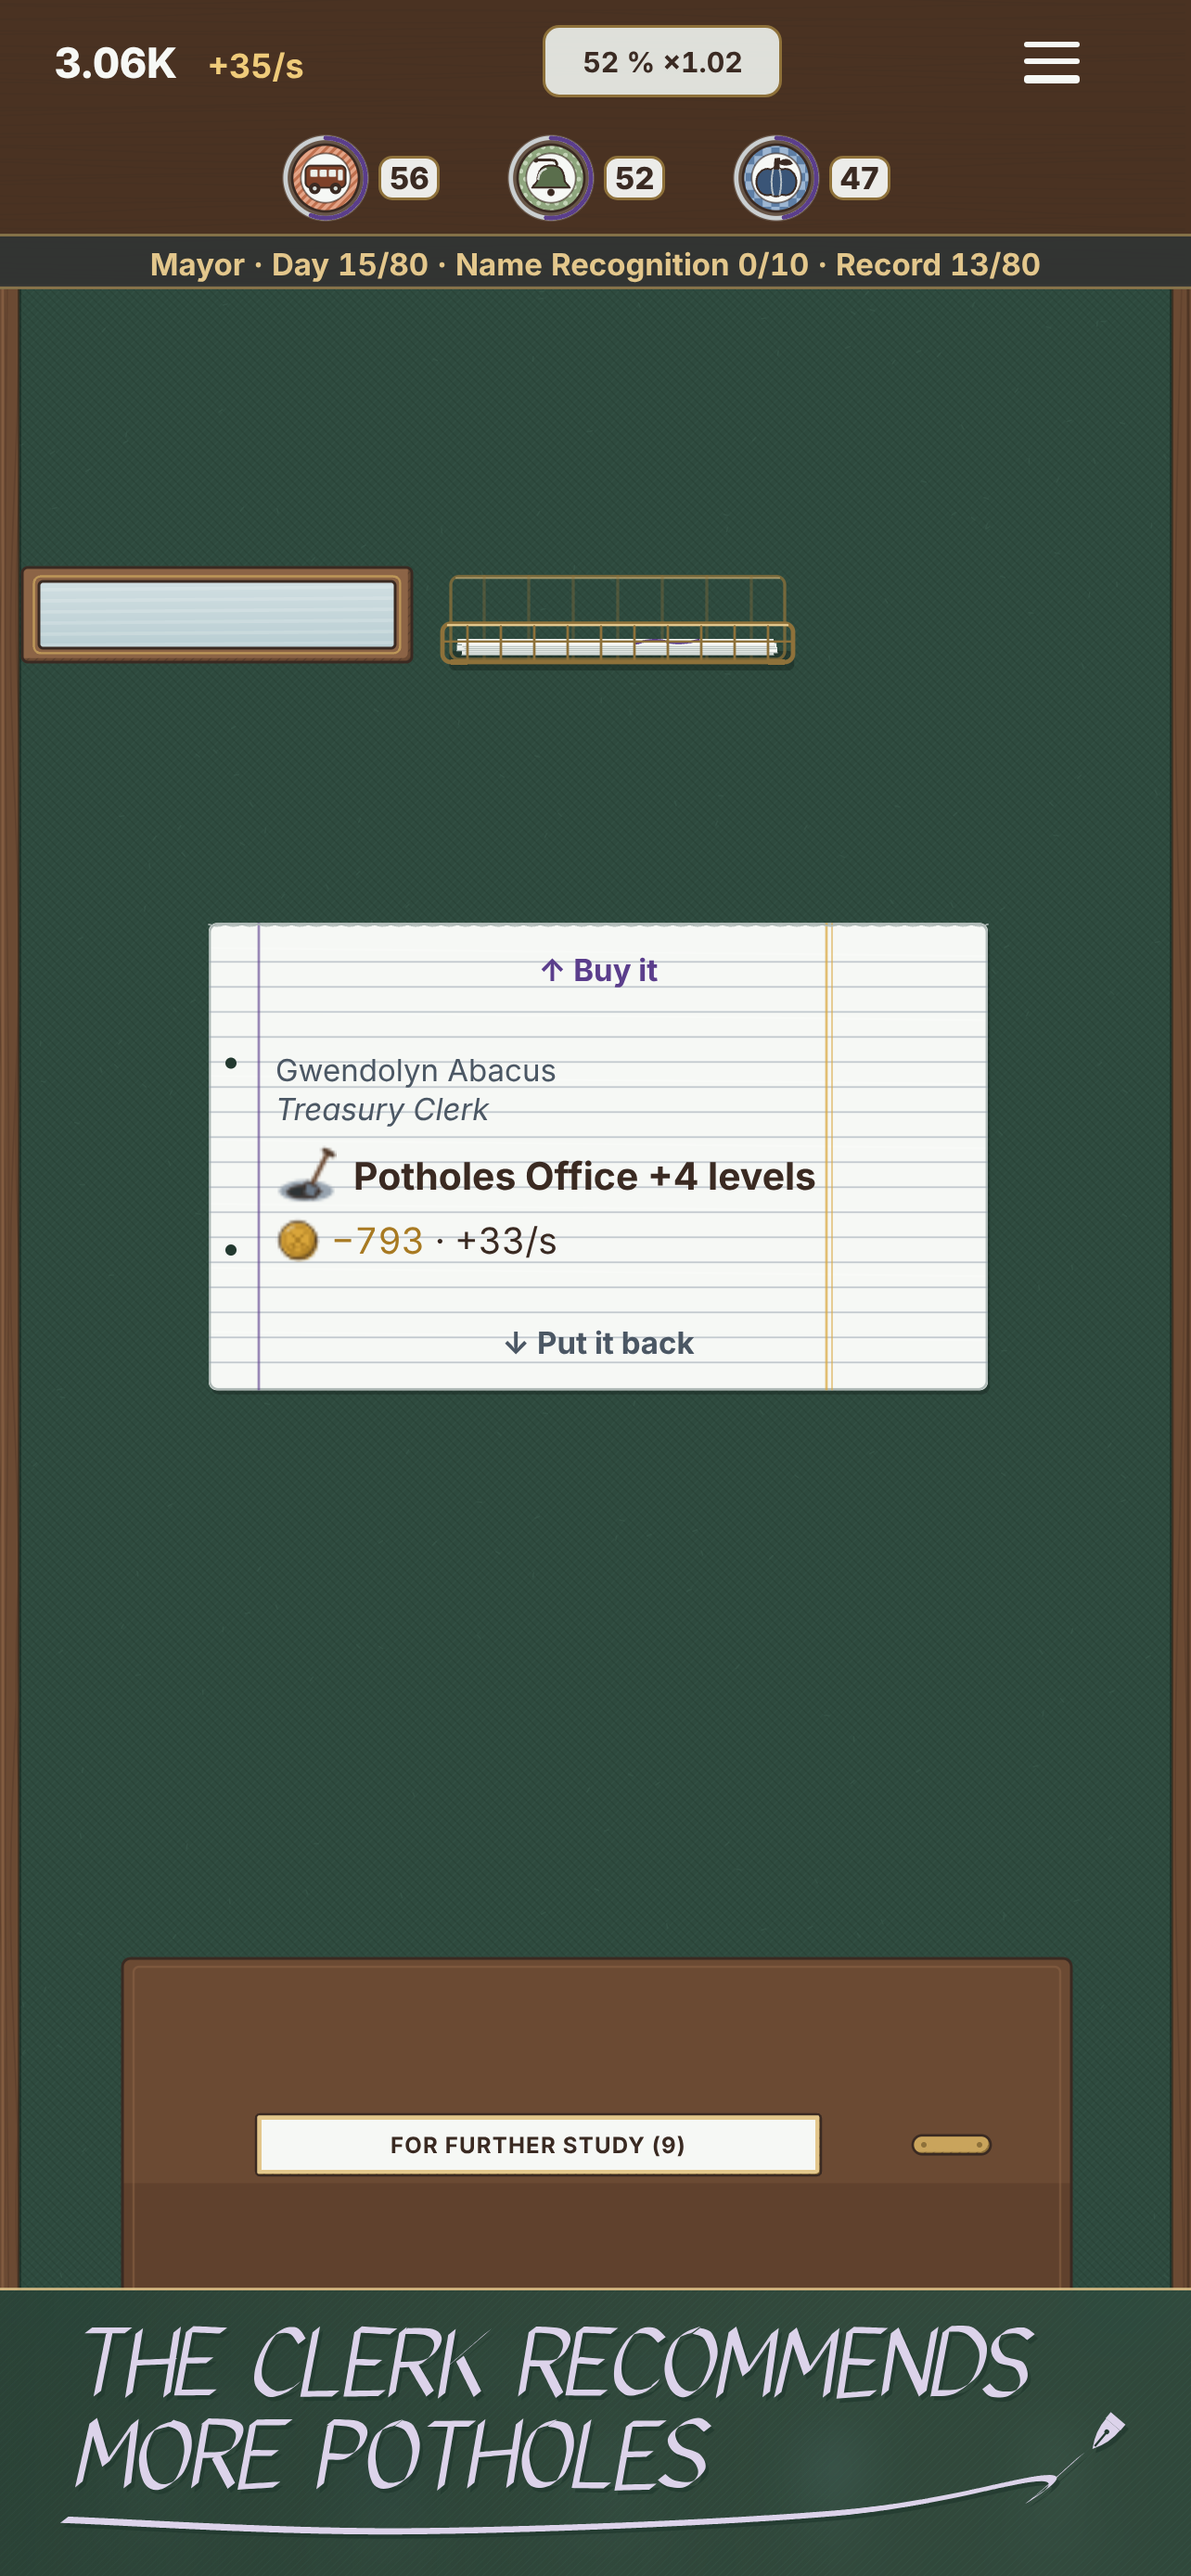 3.06K +35/s 52 % ×1.02
56 52 47
Mayor · Day 15/80 · Name Recognition 0/10 · Record 13/80
↑ Buy it
Gwendolyn Abacus
Treasury Clerk
Potholes Office +4 levels
−793 · +33/s
↓ Put it back
FOR FURTHER STUDY (9)
THE CLERK RECOMMENDS
MORE POTHOLES